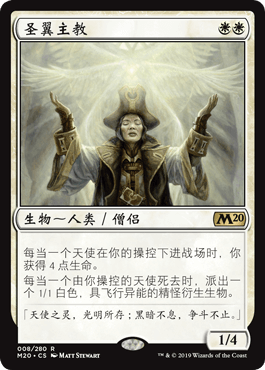 圣翼主教
生物～人类／僧侣
M20
每当一个天使在你的操控下进战场时，你
获得 4 点生命。
每当一个由你操控的天使死去时，派出
一个 1/1 白色，具飞行异能的精怪衍生生
物。
「天使之灵，光明所存；黑暗不息，争斗不止。」
1/4
008/280 R
M20 • CS MATT STEWART
™ & © 2019 Wizards of the Coast